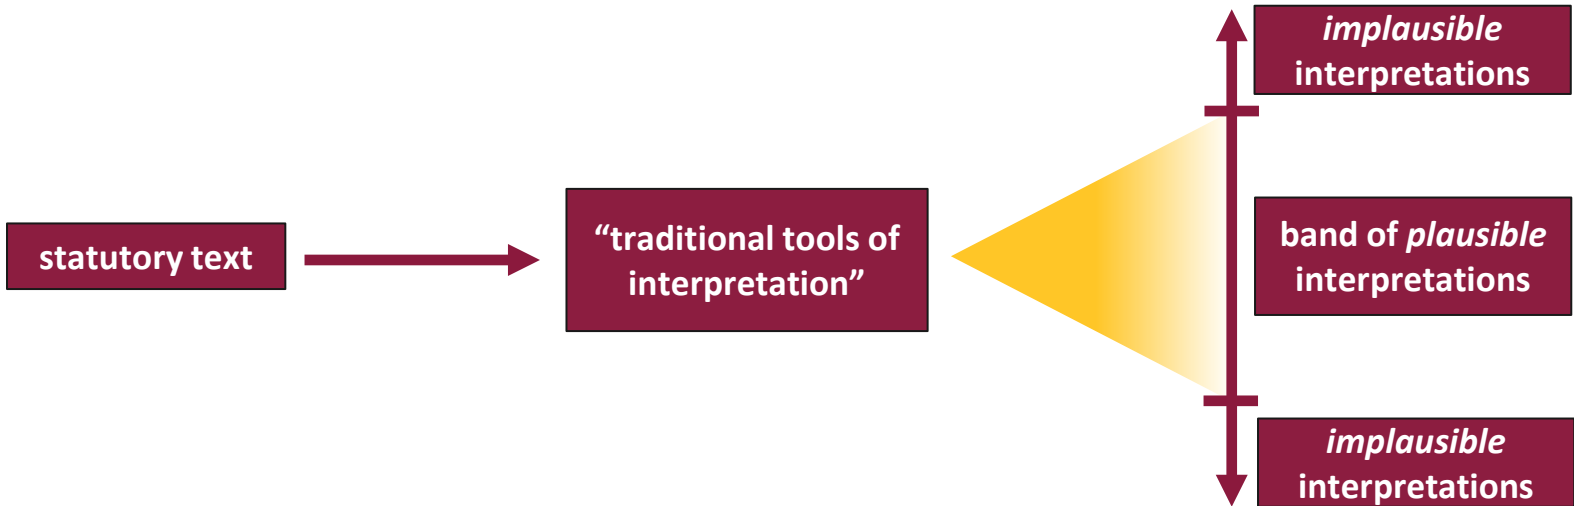 statutory text
“traditional tools of
interpretation”
implausible
interpretations
band of plausible
interpretations
implausible
interpretations